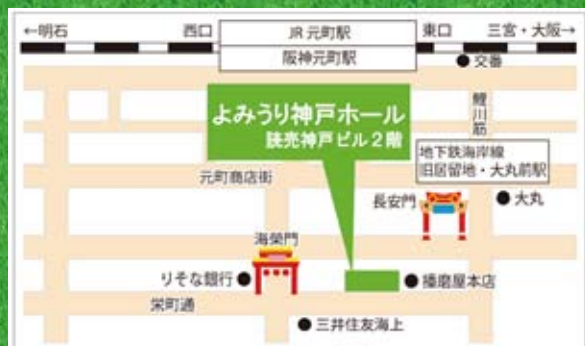 ←明石
西口
JR 元町駅
阪神元町駅
東口
三宮・大阪→
交番
よみうり神戸ホール
読売神戸ビル2階
鯉川筋
地下鉄海岸線
旧居留地・大丸前駅
元町商店街
長安門
大丸
海榮門
りそな銀行
播磨屋本店
栄町通
三井住友海上